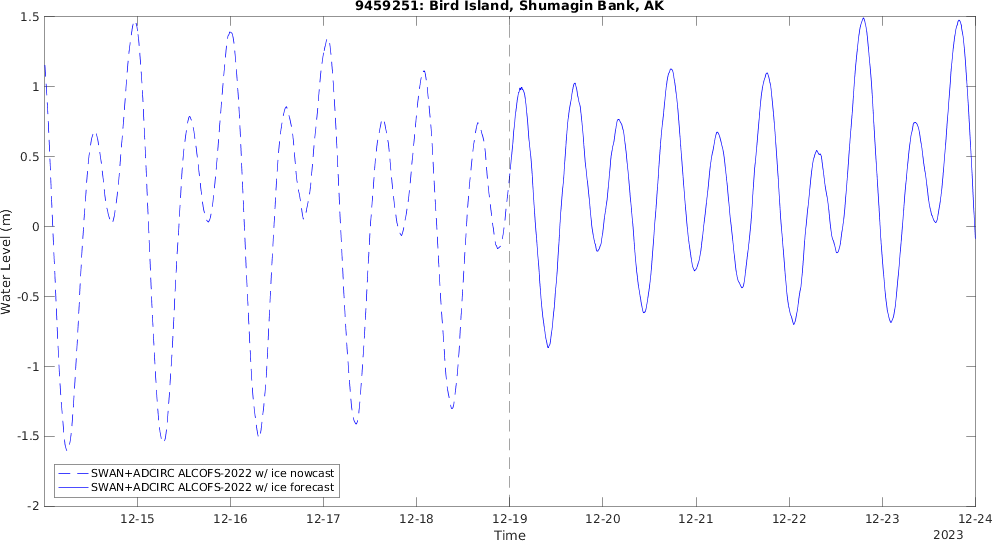 9459251: Bird Island, Shumagin Bank, AK
Water Level (m)
1.5
1
0.5
0
-0.5
-1
-1.5
-2
SWAN+ADCIRC ALCOFS-2022 w/ ice nowcast
SWAN+ADCIRC ALCOFS-2022 w/ ice forecast
12-15 12-16 12-17 12-18 12-19 12-20 12-21 12-22 12-23 12-24
Time
2023